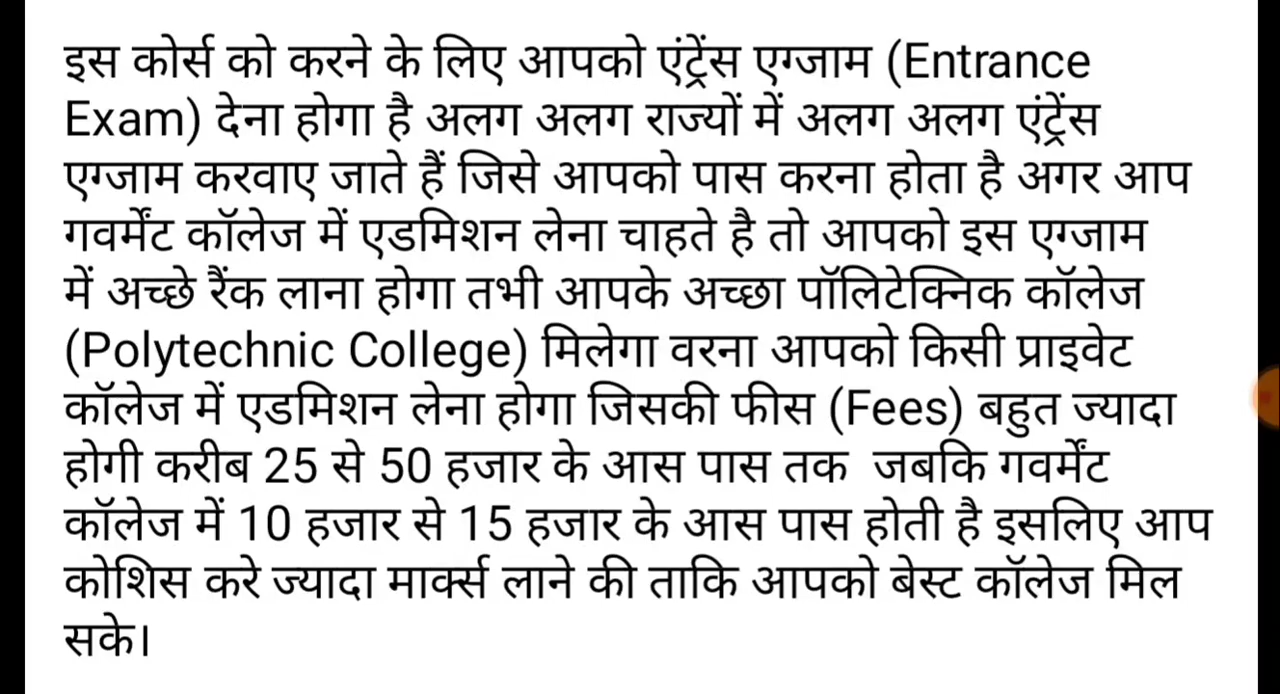 इस कोर्स को करने के लिए आपको एंट्रेंस एग्जाम (Entrance
Exam) देना होगा है अलग अलग राज्यों में अलग अलग एंट्रेंस
एग्जाम करवाए जाते हैं जिसे आपको पास करना होता है अगर आप
गवर्मेंट कॉलेज में एडमिशन लेना चाहते है तो आपको इस एग्जाम
में अच्छे रैंक लाना होगा तभी आपके अच्छा पॉलिटेक्निक कॉलेज
(Polytechnic College) मिलेगा वरना आपको किसी प्राइवेट
कॉलेज में एडमिशन लेना होगा जिसकी फीस (Fees) बहुत ज्यादा
होगी करीब 25 से 50 हजार के आस पास तक  जबकि गवर्मेंट
कॉलेज में 10 हजार से 15 हजार के आस पास होती है इसलिए आप
कोशिस करे ज्यादा मार्क्स लाने की ताकि आपको बेस्ट कॉलेज मिल
सके।